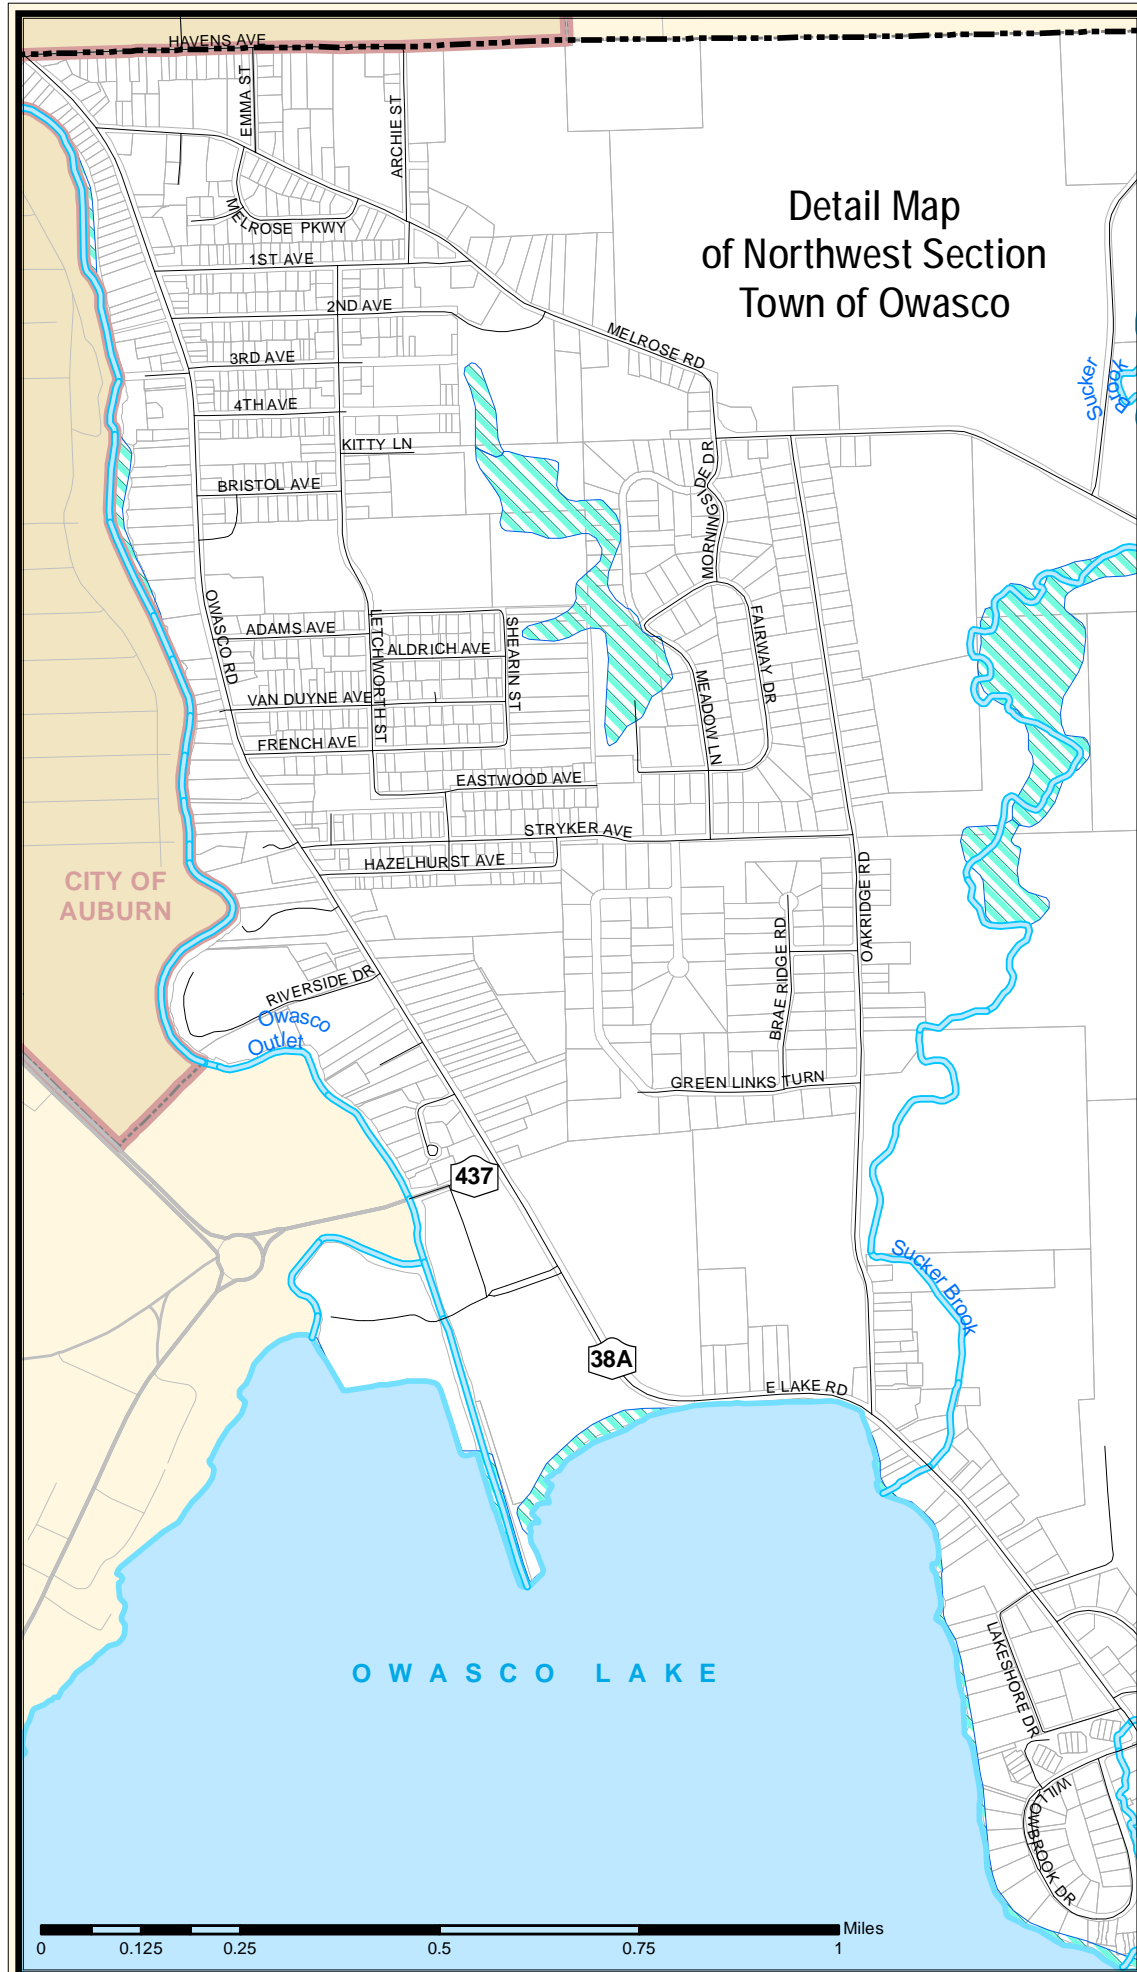 HAVENS AVE
EMMA ST
ARCHIE ST
Detail Map
of Northwest Section
Town of Owasco
MELROSE PKWY
1ST AVE
2ND AVE
MELROSE RD
3RD AVE
Sucker
Brook
4TH AVE
KITTY LN
BRISTOL AVE
MORNINGSIDE DR
OWASCO RD
ADAMS AVE
LETCHWORTH ST
ALDRICH AVE
SHEARIN ST
FAIRWAY DR
VAN DUYNE AVE
MEADOW LN
FRENCH AVE
EASTWOOD AVE
STRYKER AVE
HAZELHURST AVE
CITY OF
AUBURN
OAKRIDGE RD
BRAE RIDGE RD
RIVERSIDE DR
Owasco
Outlet
GREEN LINKS TURN
437
Sucker Brook
38A
E LAKE RD
OWASCO LAKE
LAKESHORE DR
WILLOWBROOK DR
Miles
0 0.125 0.25 0.5 0.75 1